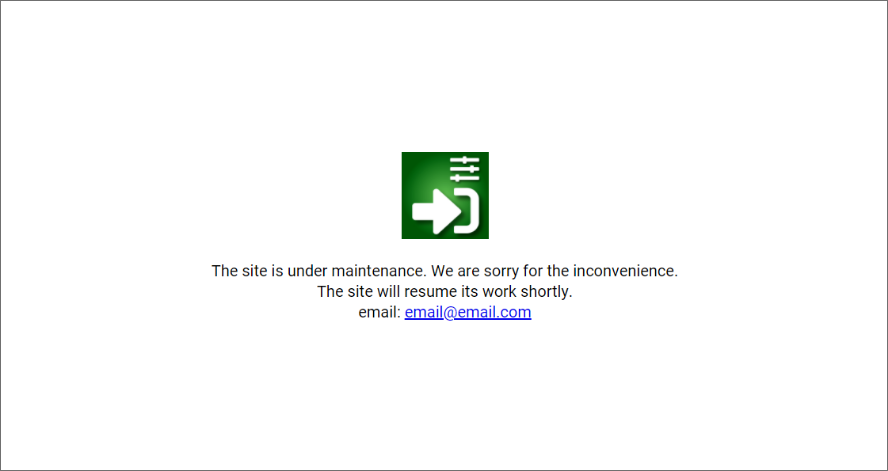 The site is under maintenance. We are sorry for the inconvenience.
The site will resume its work shortly.
email: email@email.com